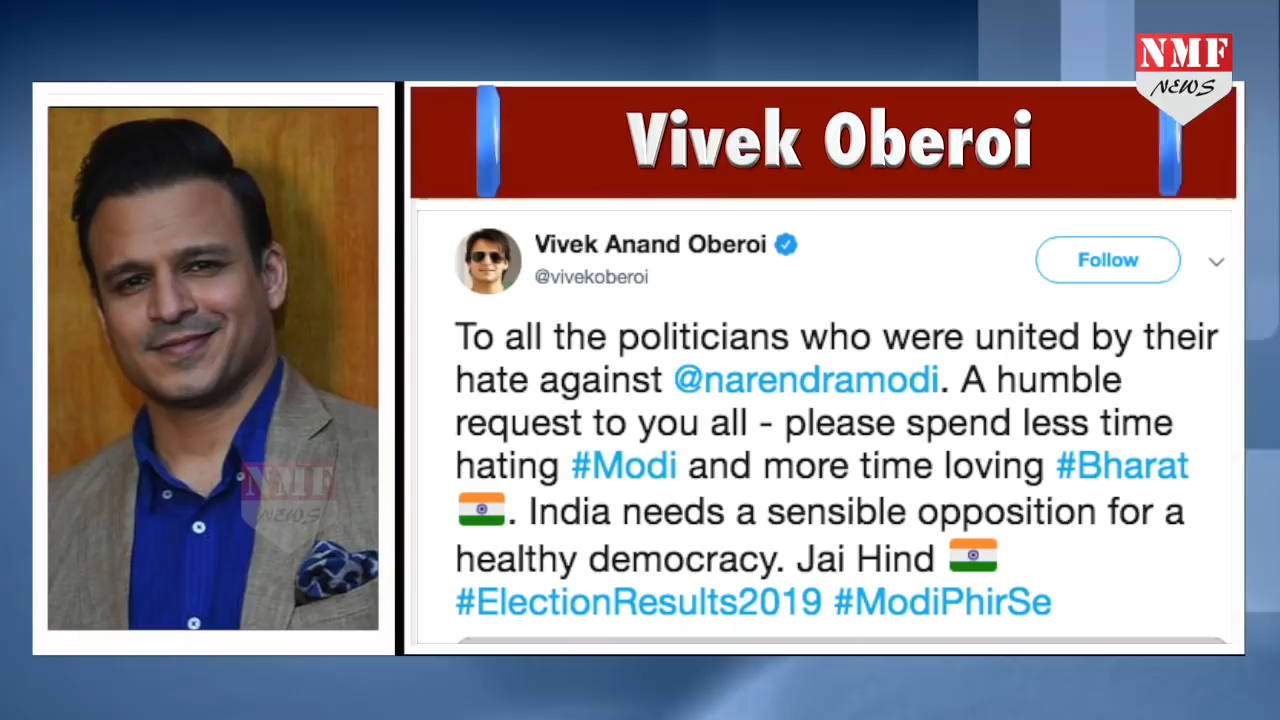 NMF
NEWS
Vivek Oberoi
Vivek Anand Oberoi
@vivekoberoi
Follow
To all the politicians who were united by their
hate against @narendramodi. A humble
request to you all - please spend less time
hating #Modi and more time loving #Bharat
🇮🇳. India needs a sensible opposition for a
healthy democracy. Jai Hind 🇮🇳
#ElectionResults2019 #ModiPhirSe
NMF
NEWS